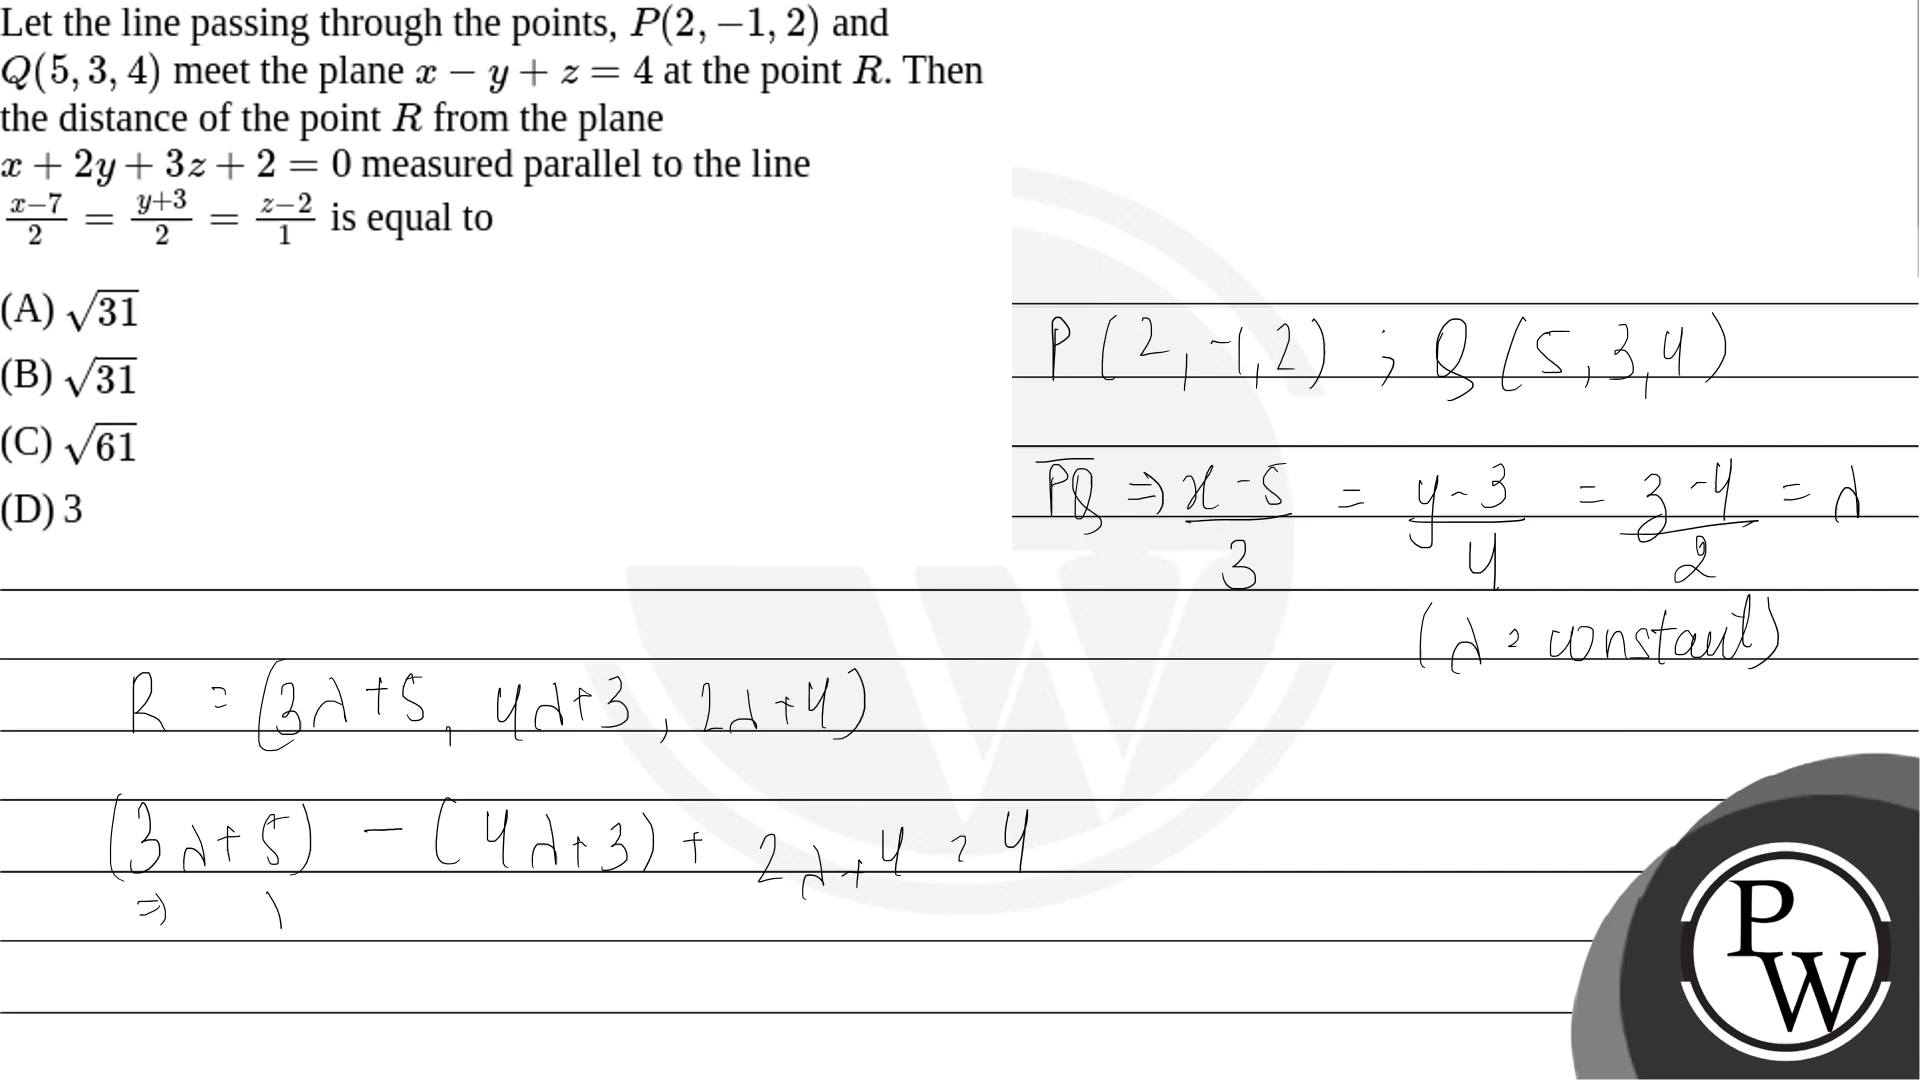 Let the line passing through the points, P(2, −1, 2) and
Q(5, 3, 4) meet the plane x − y + z = 4 at the point R. Then
the distance of the point R from the plane
x + 2y + 3z + 2 = 0 measured parallel to the line
(x−7)/2 = (y+3)/2 = (z−2)/1 is equal to
(A) √31
(B) √31
(C) √61
(D) 3
P(2, -1, 2) ; Q(5, 3, 4)
PQ ⇒ (x-5)/3 = (y-3)/4 = (z-4)/2 = λ
(λ = constant)
R = (3λ+5, 4λ+3, 2λ+4)
(3λ+5) - (4λ+3) + 2λ+4 = 4
⇒
PW